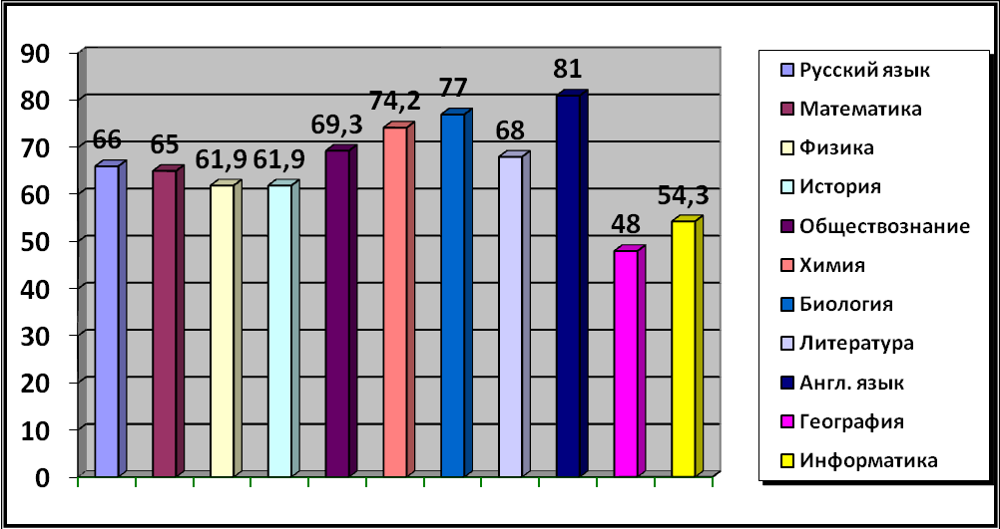 90
80
70
60
50
40
30
20
10
0
66
65
61,9
61,9
69,3
74,2
77
68
81
48
54,3
Русский язык
Математика
Физика
История
Обществознание
Химия
Биология
Литература
Англ. язык
География
Информатика